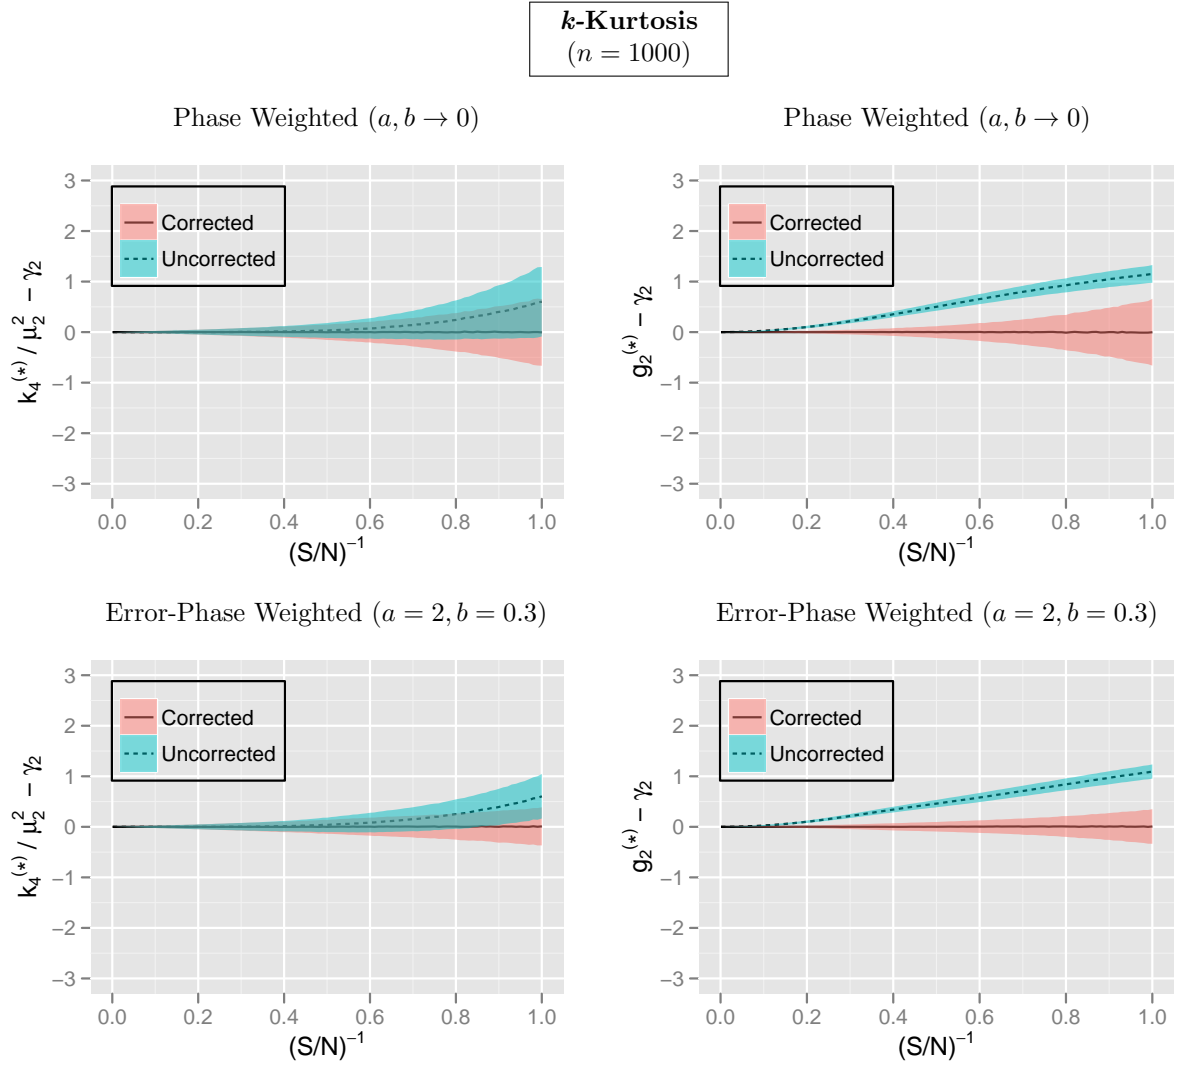 k-Kurtosis
(n = 1000)
Phase Weighted (a, b → 0)
3
2
1
0
−1
−2
−3
Corrected
Uncorrected
k₄⁽*⁾ / μ₂² − γ₂
0.0 0.2 0.4 0.6 0.8 1.0
(S/N)⁻¹
Phase Weighted (a, b → 0)
3
2
1
0
−1
−2
−3
Corrected
Uncorrected
g₂⁽*⁾ − γ₂
0.0 0.2 0.4 0.6 0.8 1.0
(S/N)⁻¹
Error-Phase Weighted (a = 2, b = 0.3)
3
2
1
0
−1
−2
−3
Corrected
Uncorrected
k₄⁽*⁾ / μ₂² − γ₂
0.0 0.2 0.4 0.6 0.8 1.0
(S/N)⁻¹
Error-Phase Weighted (a = 2, b = 0.3)
3
2
1
0
−1
−2
−3
Corrected
Uncorrected
g₂⁽*⁾ − γ₂
0.0 0.2 0.4 0.6 0.8 1.0
(S/N)⁻¹